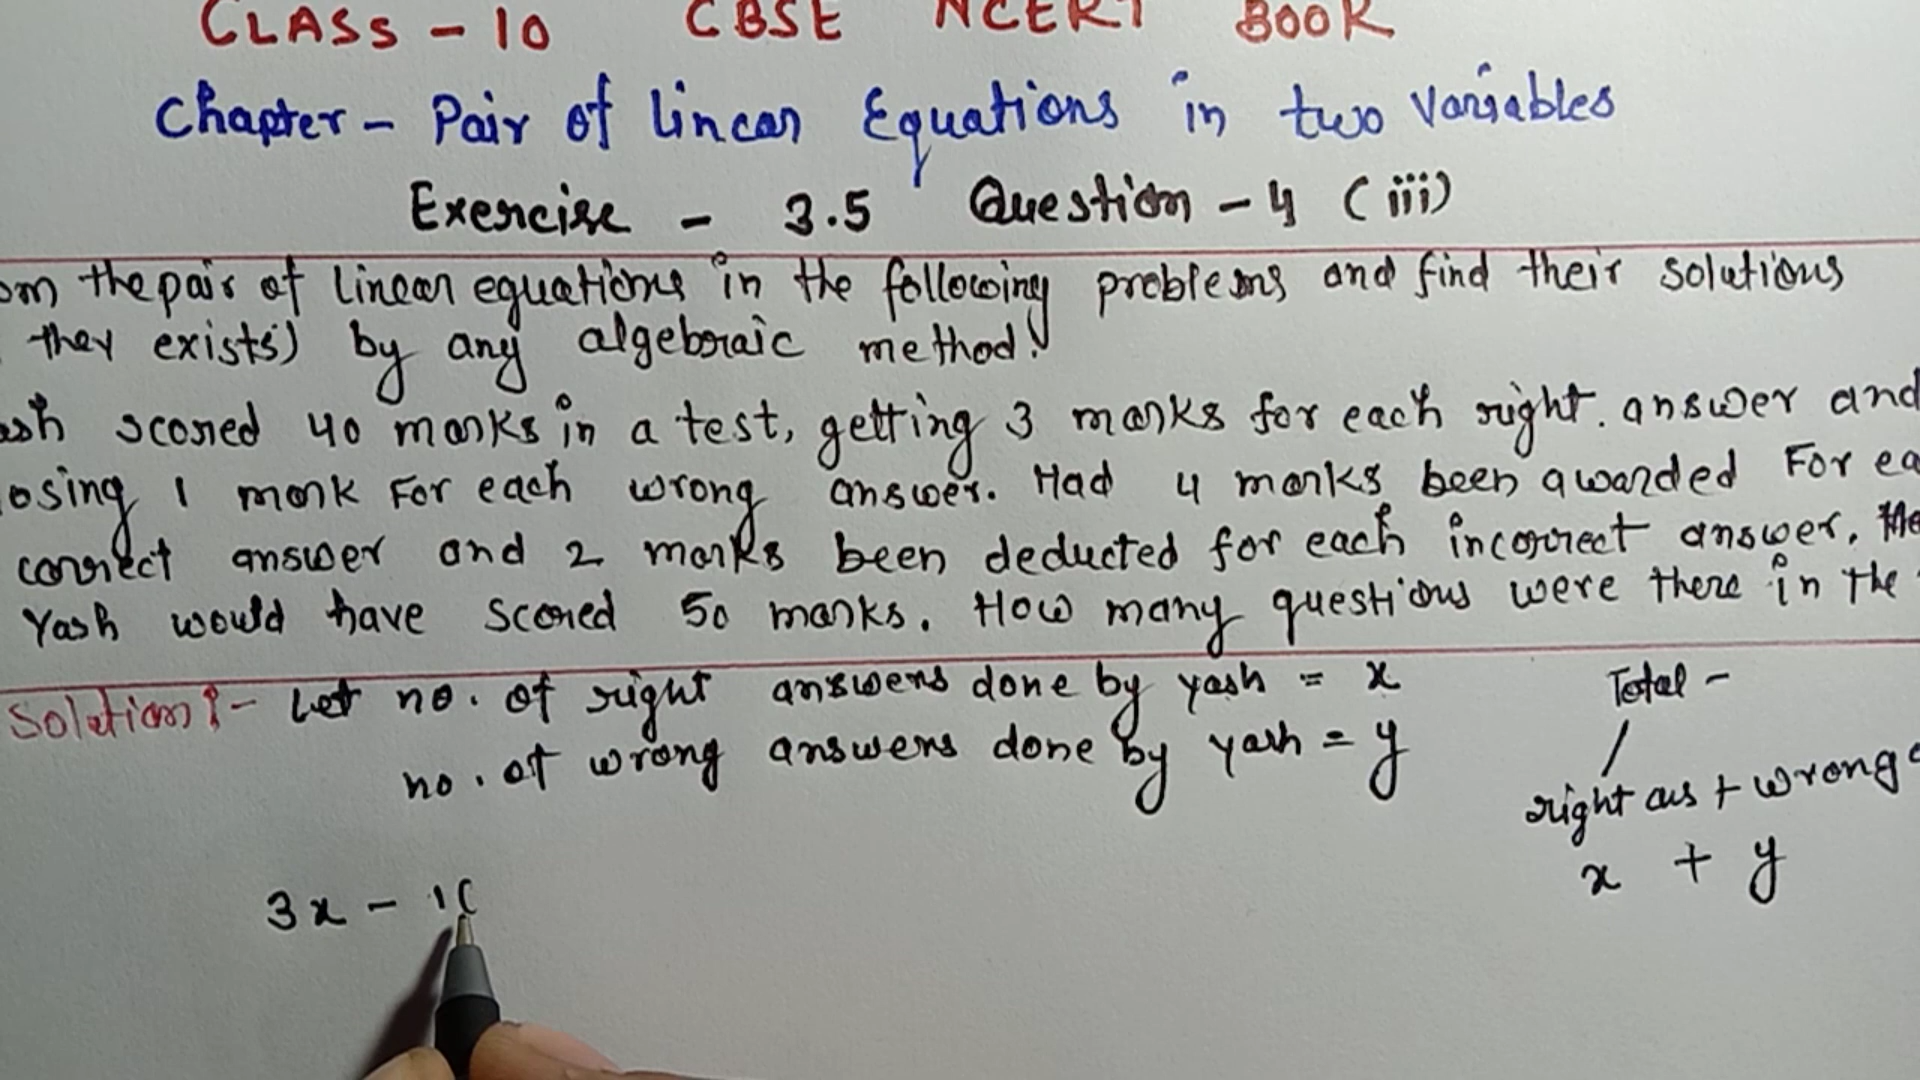 CLASS - 10 CBSE NCERT BOOK
Chapter - Pair of linear Equations in two Variables
Exercise - 3.5 Question - 4 (iii)
om the pair of linear equations in the following problems and find their solutions
they exists) by any algebraic method!
ash scored 40 marks in a test, getting 3 marks for each right. answer and
osing 1 mark For each wrong answer. Had 4 marks been awarded For ea
correct answer and 2 marks been deducted for each incorrect answer, the
Yash would have scored 50 marks. How many questions were there in the
Solution :- Let no. of right answers done by yash = x
no. of wrong answers done by yash = y
Total -
right ans + wrong a
x + y
3x - 1(